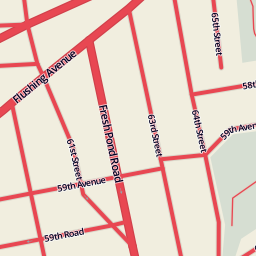 65th Street
Flushing Avenue
58th
Fresh Pond Road
63rd Street
64th Street
59th Aven
61st Street
59th Avenue
59th Road